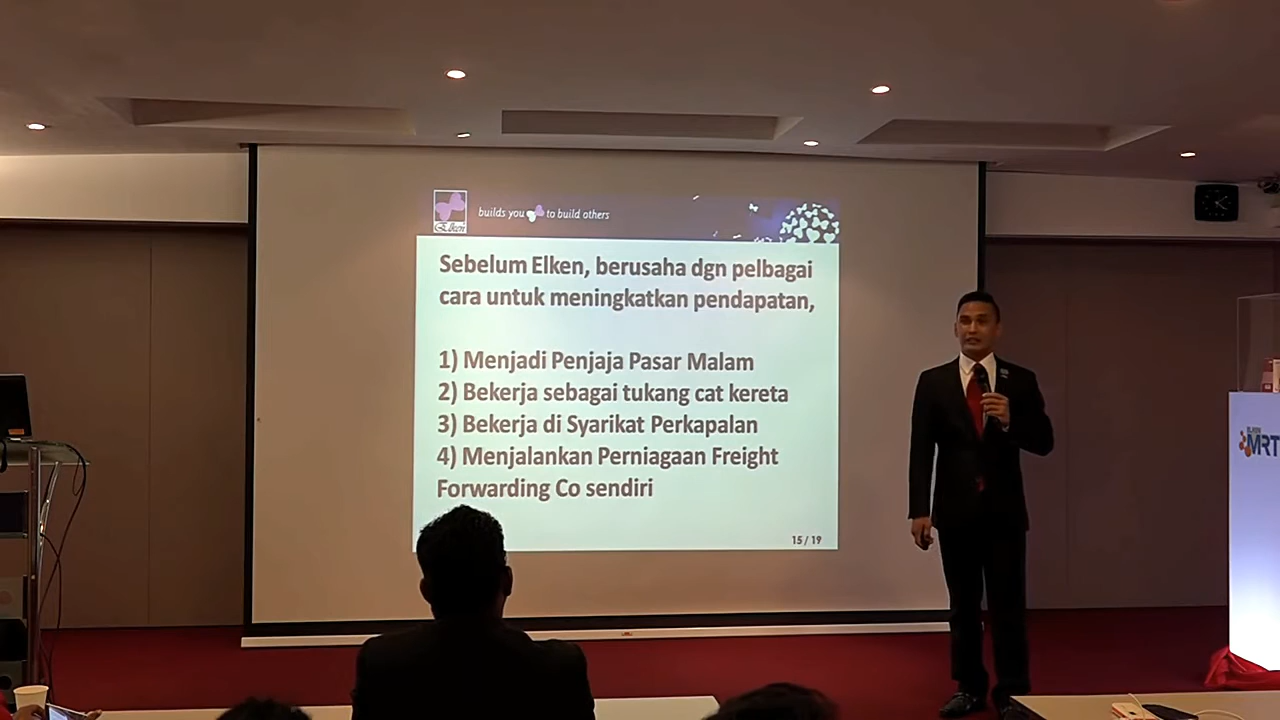 Elken
builds you to build others
Sebelum Elken, berusaha dgn pelbagai
cara untuk meningkatkan pendapatan,
1) Menjadi Penjaja Pasar Malam
2) Bekerja sebagai tukang cat kereta
3) Bekerja di Syarikat Perkapalan
4) Menjalankan Perniagaan Freight
Forwarding Co sendiri
15 / 19
MRT